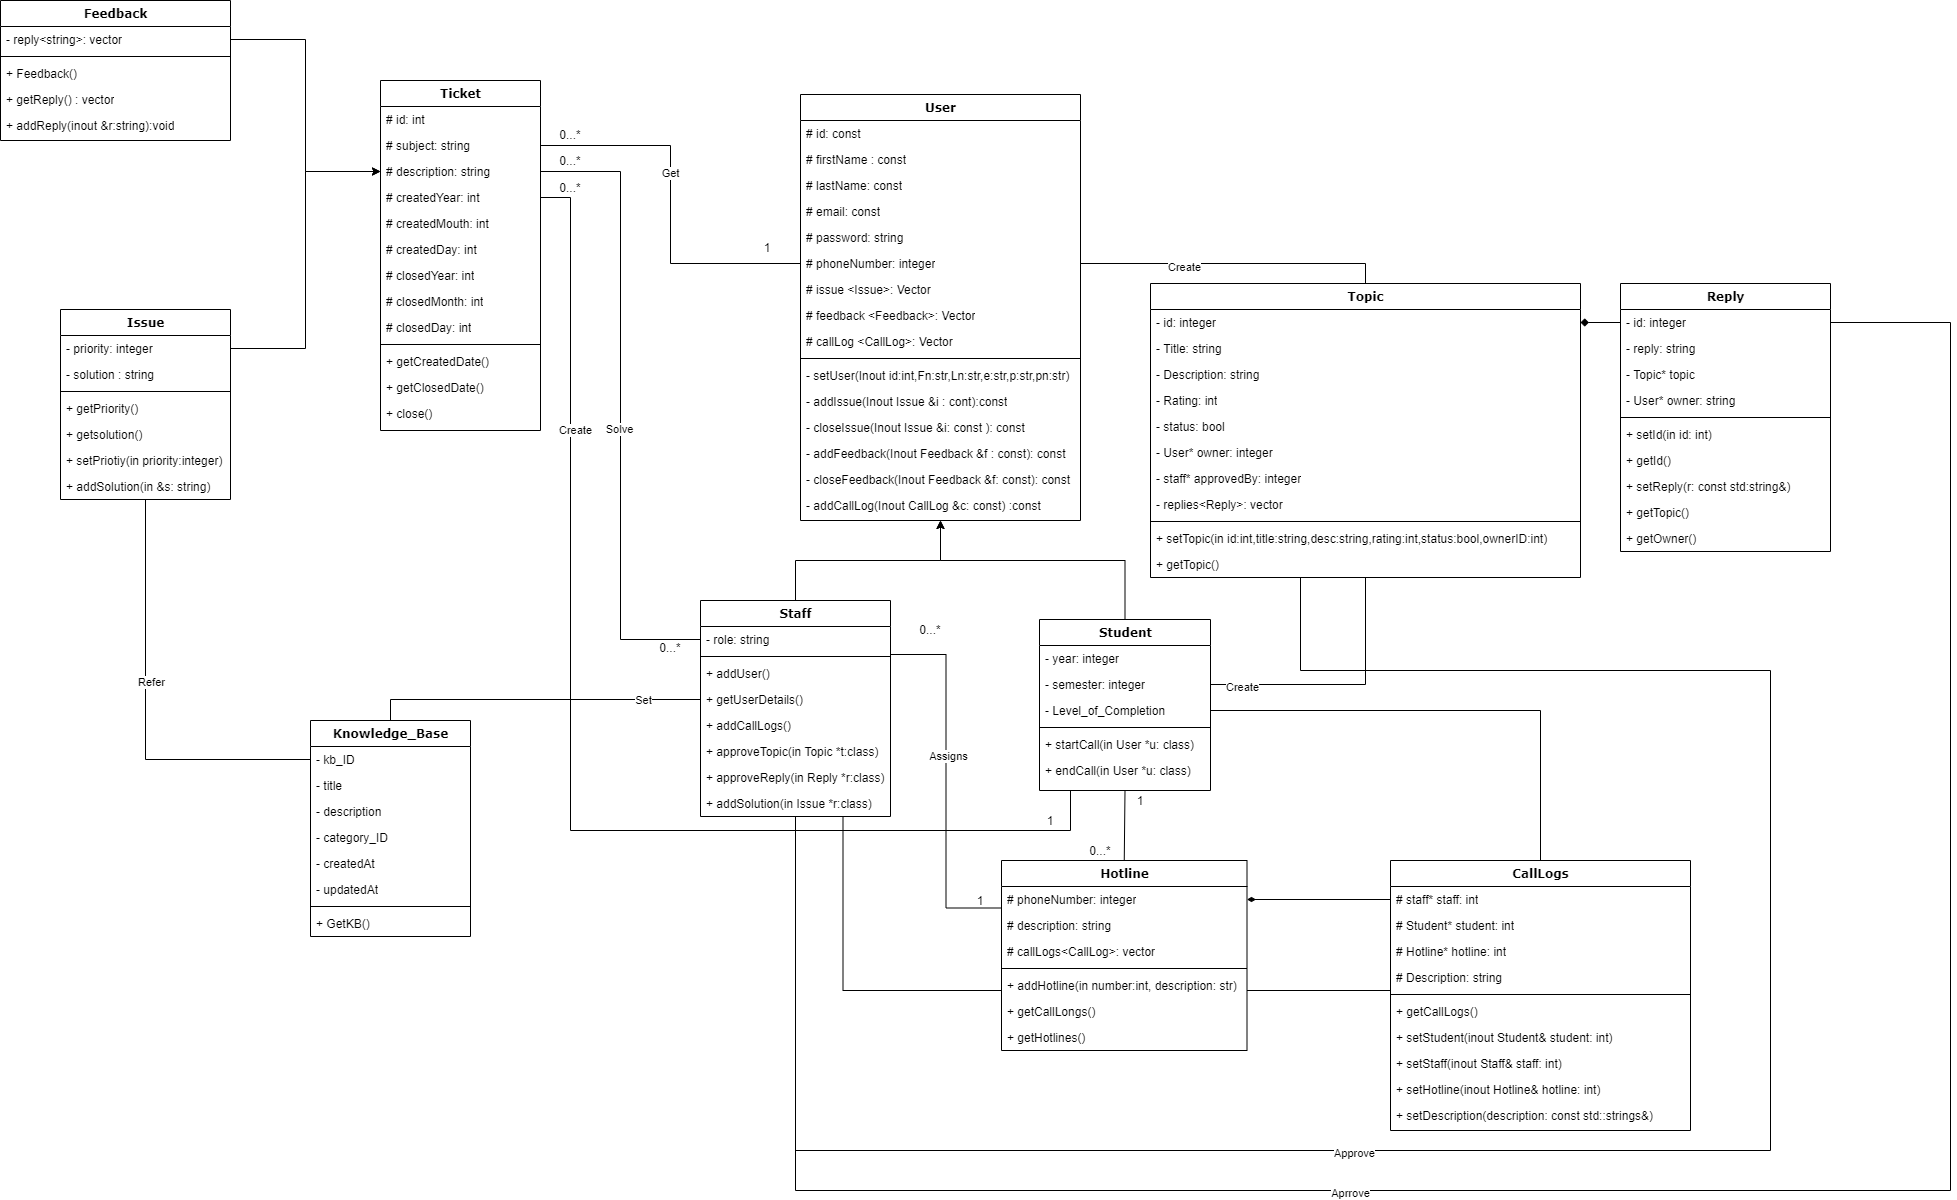 Feedback
- reply<string>: vector
+ Feedback()
+ getReply() : vector
+ addReply(inout &r:string):void
Ticket
# id: int
# subject: string
# description: string
# createdYear: int
# createdMouth: int
# createdDay: int
# closedYear: int
# closedMonth: int
# closedDay: int
+ getCreatedDate()
+ getClosedDate()
+ close()
0...*
0...*
0...*
Get
1
User
# id: const
# firstName : const
# lastName: const
# email: const
# password: string
# phoneNumber: integer
# issue <Issue>: Vector
# feedback <Feedback>: Vector
# callLog <CallLog>: Vector
- setUser(Inout id:int,Fn:str,Ln:str,e:str,p:str,pn:str)
- addIssue(Inout Issue &i : cont):const
- closeIssue(Inout Issue &i: const ): const
- addFeedback(Inout Feedback &f : const): const
- closeFeedback(Inout Feedback &f: const): const
- addCallLog(Inout CallLog &c: const) :const
Create
Topic
- id: integer
- Title: string
- Description: string
- Rating: int
- status: bool
- User* owner: integer
- staff* approvedBy: integer
- replies<Reply>: vector
+ setTopic(in id:int,title:string,desc:string,rating:int,status:bool,ownerID:int)
+ getTopic()
Reply
- id: integer
- reply: string
- Topic* topic
- User* owner: string
+ setId(in id: int)
+ getId()
+ setReply(r: const std:string&)
+ getTopic()
+ getOwner()
Issue
- priority: integer
- solution : string
+ getPriority()
+ getsolution()
+ setPriotiy(in priority:integer)
+ addSolution(in &s: string)
Create
Solve
Refer
Staff
- role: string
+ addUser()
+ getUserDetails()
+ addCallLogs()
+ approveTopic(in Topic *t:class)
+ approveReply(in Reply *r:class)
+ addSolution(in Issue *r:class)
0...*
0...*
Student
- year: integer
- semester: integer
- Level_of_Completion
+ startCall(in User *u: class)
+ endCall(in User *u: class)
Create
Set
Knowledge_Base
- kb_ID
- title
- description
- category_ID
- createdAt
- updatedAt
+ GetKB()
Assigns
1
1
0...*
1
Hotline
# phoneNumber: integer
# description: string
# callLogs<CallLog>: vector
+ addHotline(in number:int, description: str)
+ getCallLongs()
+ getHotlines()
CallLogs
# staff* staff: int
# Student* student: int
# Hotline* hotline: int
# Description: string
+ getCallLogs()
+ setStudent(inout Student& student: int)
+ setStaff(inout Staff& staff: int)
+ setHotline(inout Hotline& hotline: int)
+ setDescription(description: const std::strings&)
Approve
Aprrove